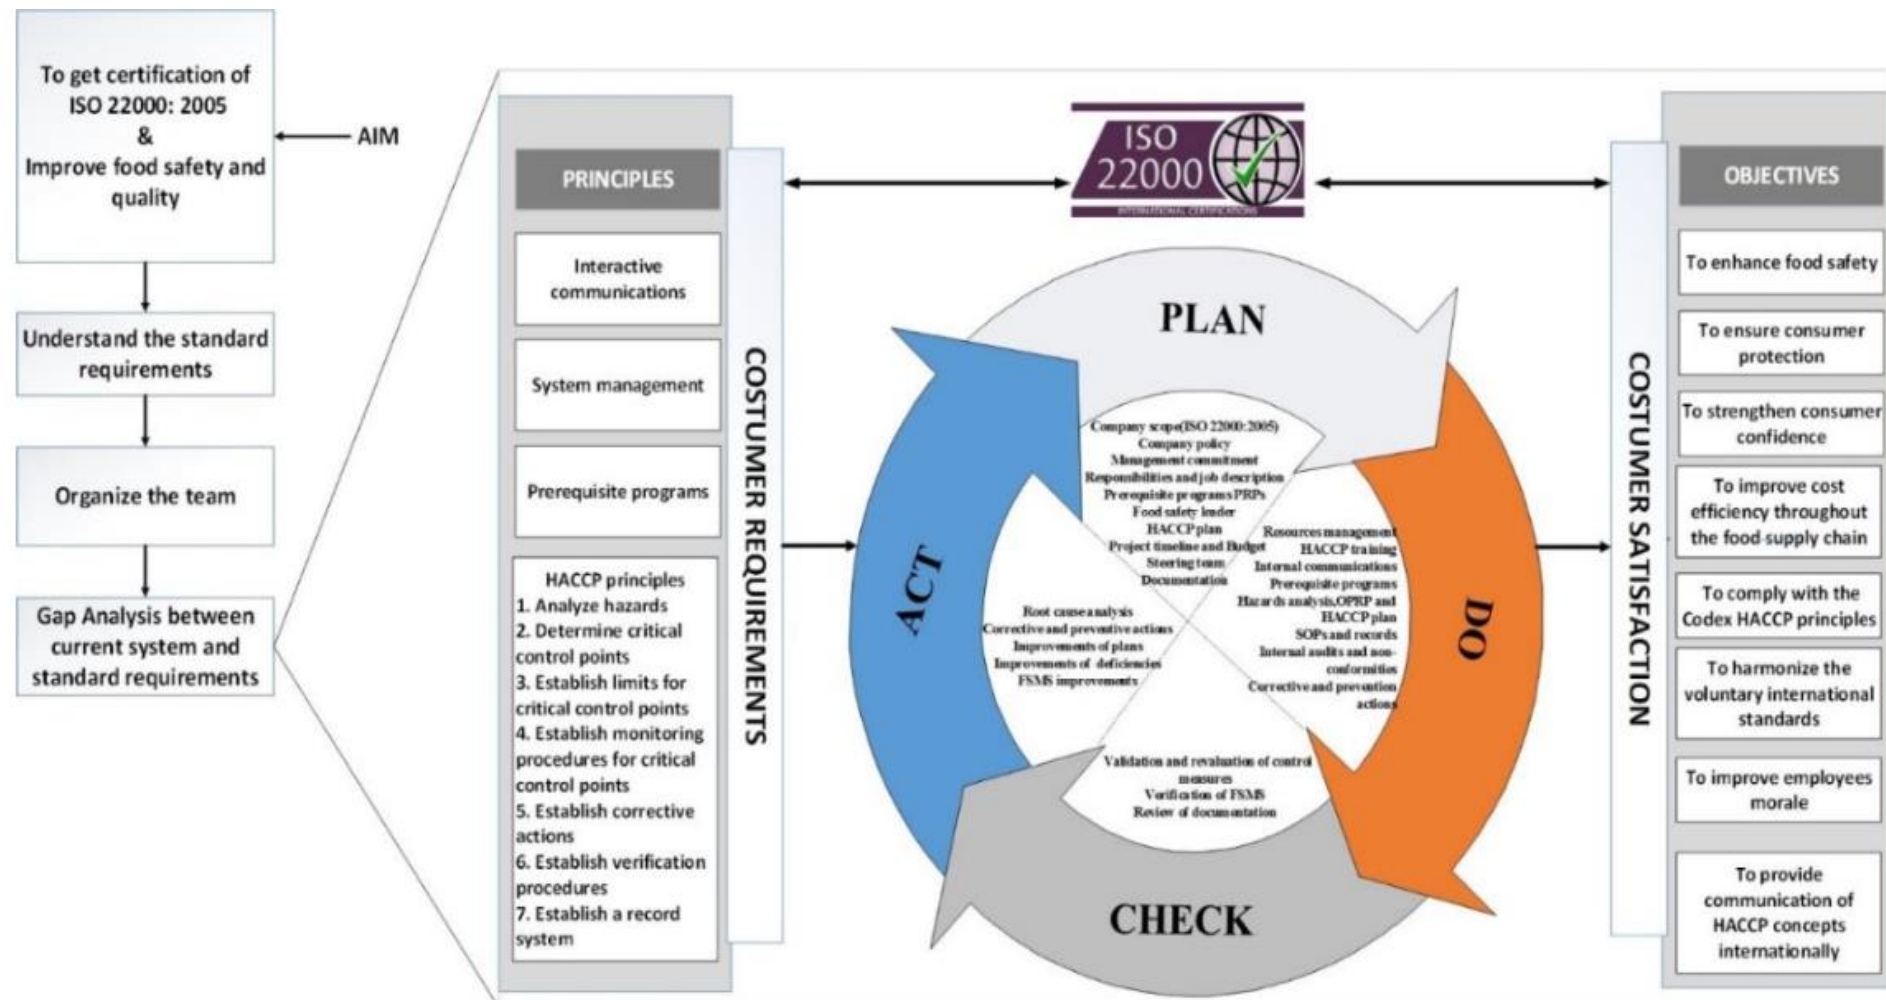 To get certification of
ISO 22000: 2005
&
Improve food safety and
quality
AIM
Understand the standard
requirements
Organize the team
Gap Analysis between
current system and
standard requirements
PRINCIPLES
Interactive
communications
System management
Prerequisite programs
HACCP principles
1. Analyze hazards
2. Determine critical
control points
3. Establish limits for
critical control points
4. Establish monitoring
procedures for critical
control points
5. Establish corrective
actions
6. Establish verification
procedures
7. Establish a record
system
COSTUMER REQUIREMENTS
ISO
22000
INTERNATIONAL CERTIFICATIONS
PLAN
Company scope(ISO 22000:2005)
Company policy
Management commitment
Responsibilities and job description
Prerequisite programs PRPs
Food safety leader
HACCP plan
Project timeline and Budget
Steering team
Documentation
DO
Resources management
HACCP training
Internal communications
Prerequisite programs
Hazards analysis,OPRP and
HACCP plan
SOPs and records
Internal audits and non-
conformities
Corrective and prevention
actions
CHECK
Validation and revaluation of control
measures
Verification of FSMS
Review of documentation
ACT
Root cause analysis
Corrective and preventive actions
Improvements of plans
Improvements of deficiencies
FSMS improvements
COSTUMER SATISFACTION
OBJECTIVES
To enhance food safety
To ensure consumer
protection
To strengthen consumer
confidence
To improve cost
efficiency throughout
the food-supply chain
To comply with the
Codex HACCP principles
To harmonize the
voluntary international
standards
To improve employees
morale
To provide
communication of
HACCP concepts
internationally